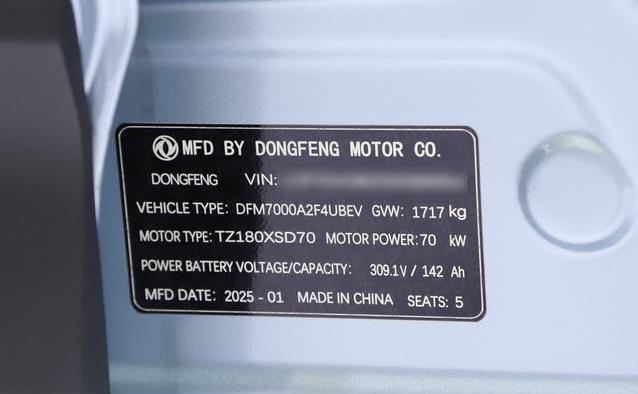 MFD BY DONGFENG MOTOR CO.
DONGFENG VIN:
VEHICLE TYPE: DFM7000A2F4UBEV GVW: 1717 kg
MOTOR TYPE: TZ180XSD70 MOTOR POWER: 70 kW
POWER BATTERY VOLTAGE/CAPACITY: 309.1V / 142 Ah
MFD DATE: 2025 - 01 MADE IN CHINA SEATS: 5